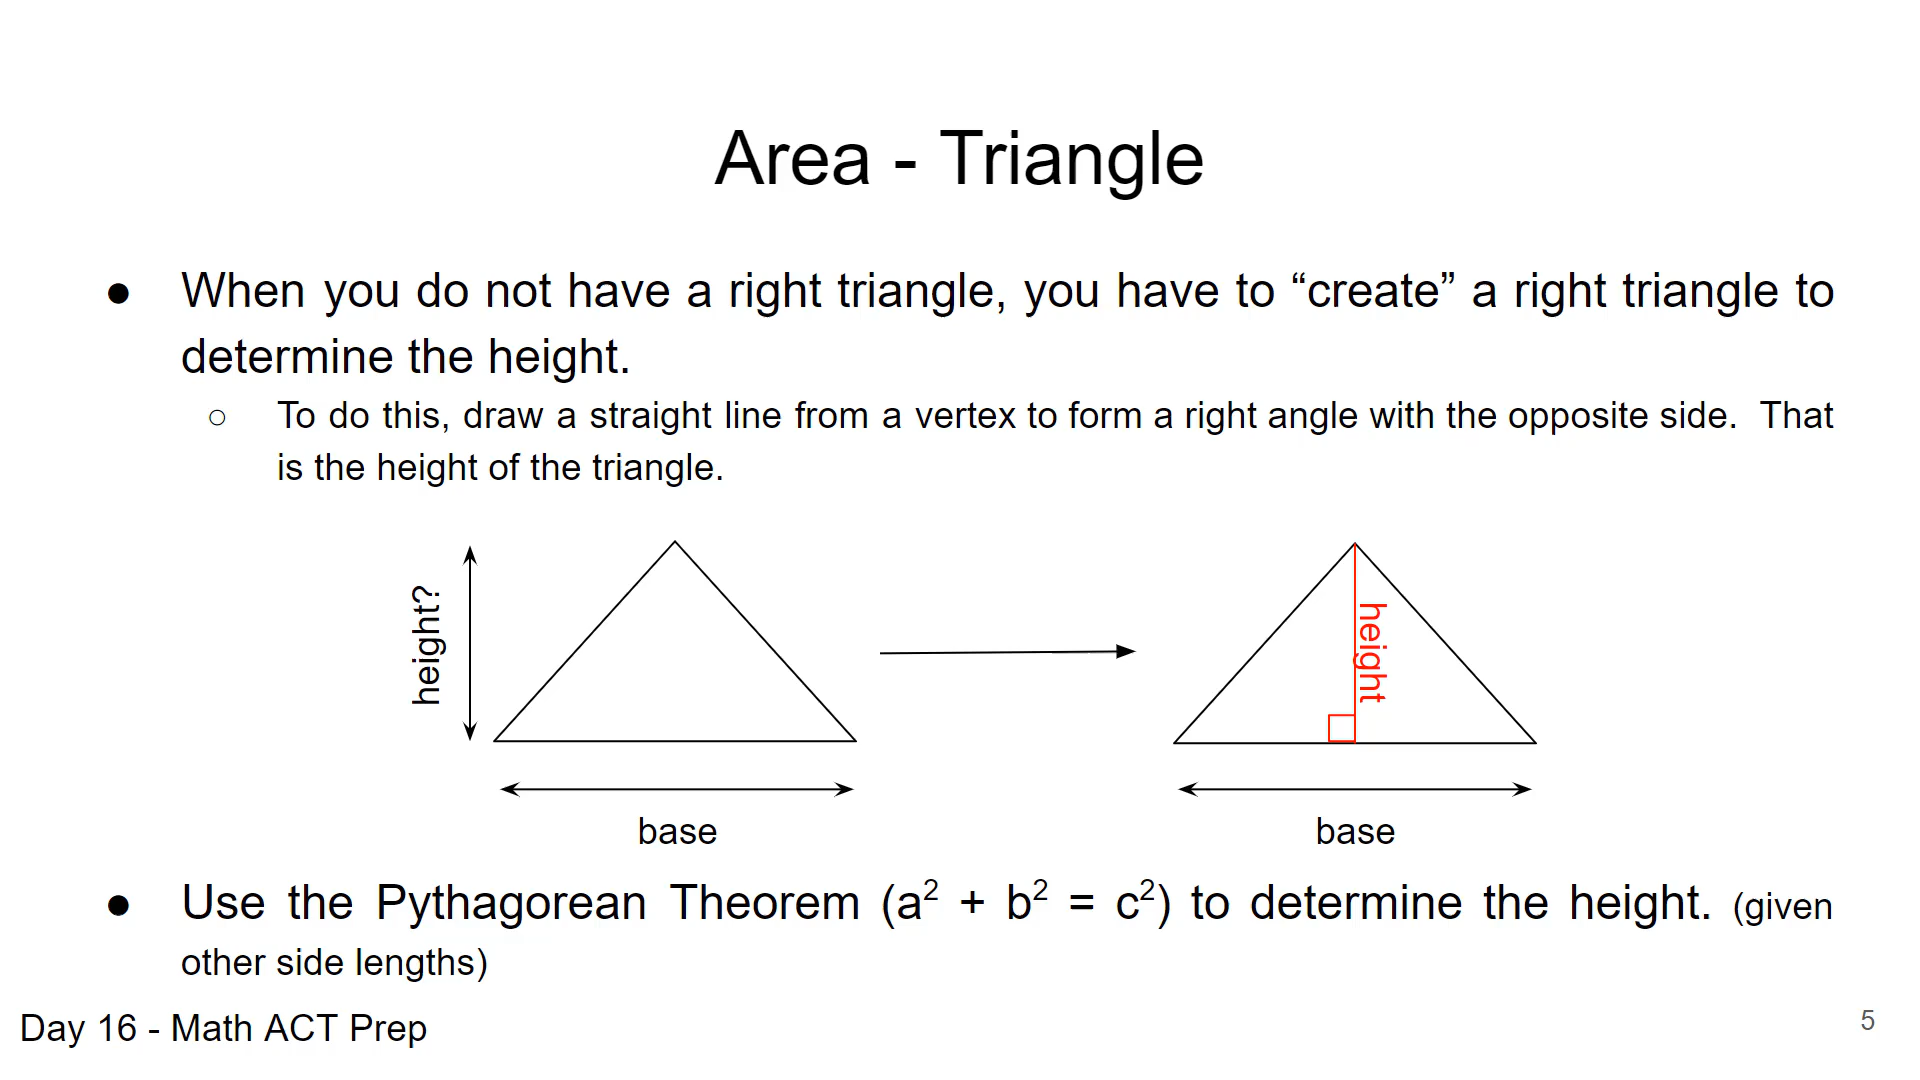 Area - Triangle
● When you do not have a right triangle, you have to “create” a right triangle to
determine the height.
○ To do this, draw a straight line from a vertex to form a right angle with the opposite side. That
is the height of the triangle.
height?
height
base
base
● Use the Pythagorean Theorem (a² + b² = c²) to determine the height. (given
other side lengths)
Day 16 - Math ACT Prep
5